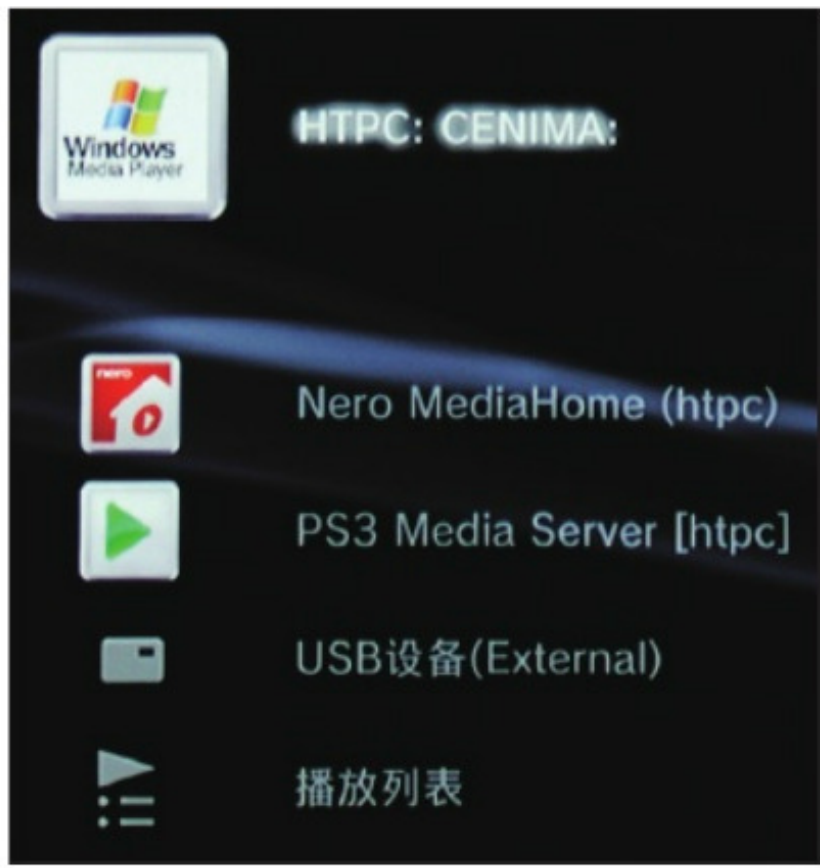 Windows
Media Player
HTPC: CENIMA:
nero
Nero MediaHome (htpc)
PS3 Media Server [htpc]
USB设备(External)
播放列表